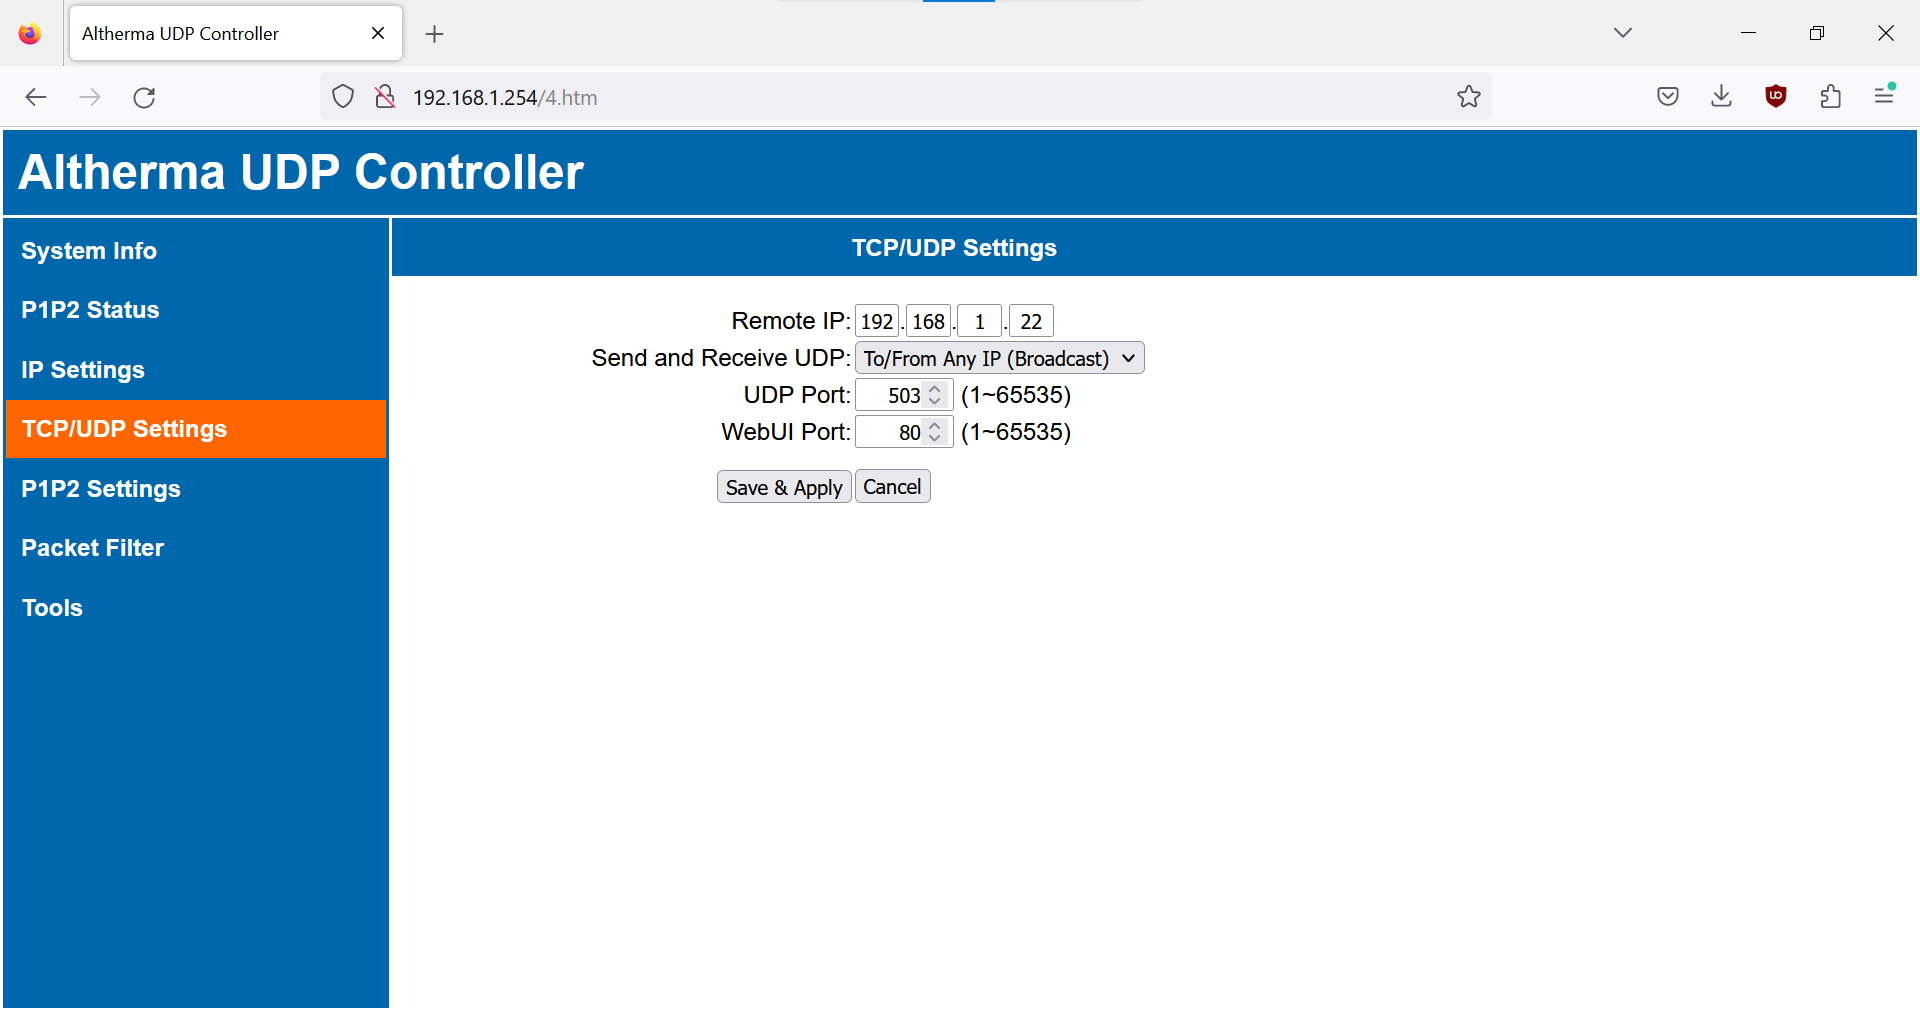 Altherma UDP Controller
192.168.1.254/4.htm
Altherma UDP Controller
System Info
P1P2 Status
IP Settings
TCP/UDP Settings
P1P2 Settings
Packet Filter
Tools
TCP/UDP Settings
Remote IP: 192 . 168 . 1 . 22
Send and Receive UDP: To/From Any IP (Broadcast)
UDP Port: 503 (1~65535)
WebUI Port: 80 (1~65535)
Save & Apply Cancel